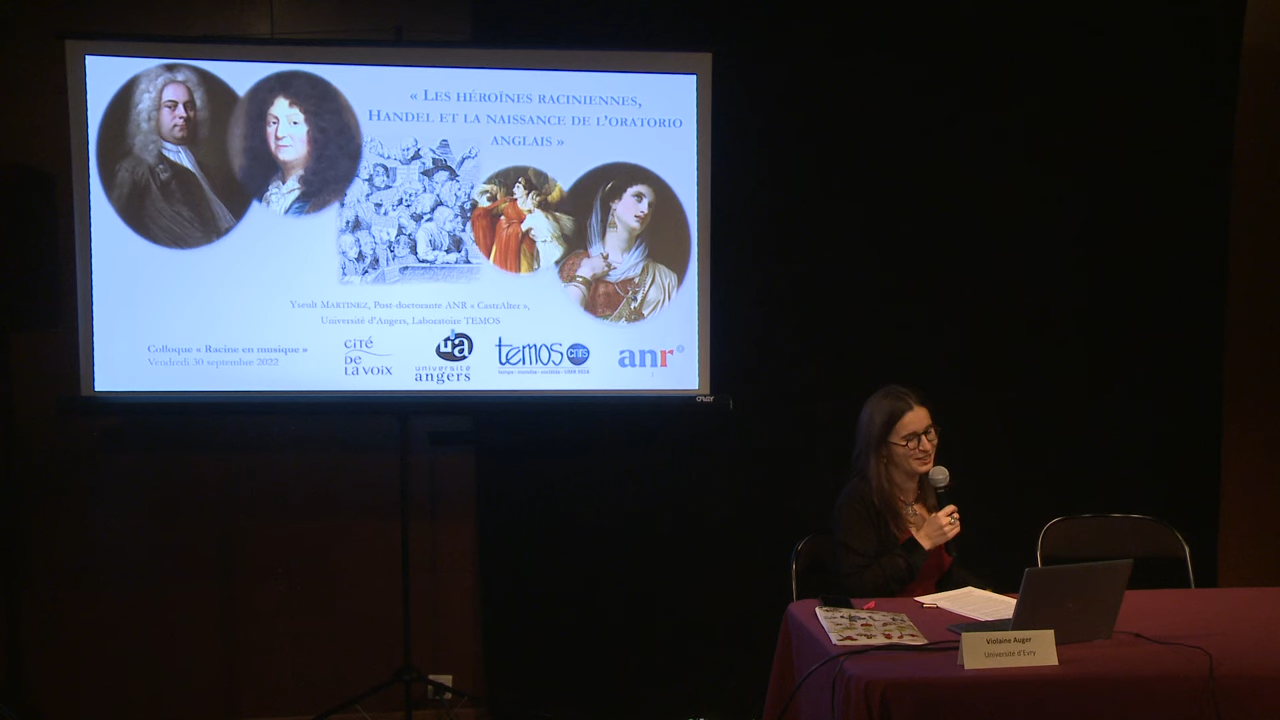 « LES HÉROÏNES RACINIENNES,
HANDEL ET LA NAISSANCE DE L'ORATORIO
ANGLAIS »
Yseult MARTINEZ, Post-doctorante ANR « CastrAlter »,
Université d'Angers, Laboratoire TEMOS
Colloque « Racine en musique »
Vendredi 30 septembre 2022
CITÉ
DE
LA VOIX
ua
université
angers
temos
cnrs
anr
Violaine Auger
Université d'Evry